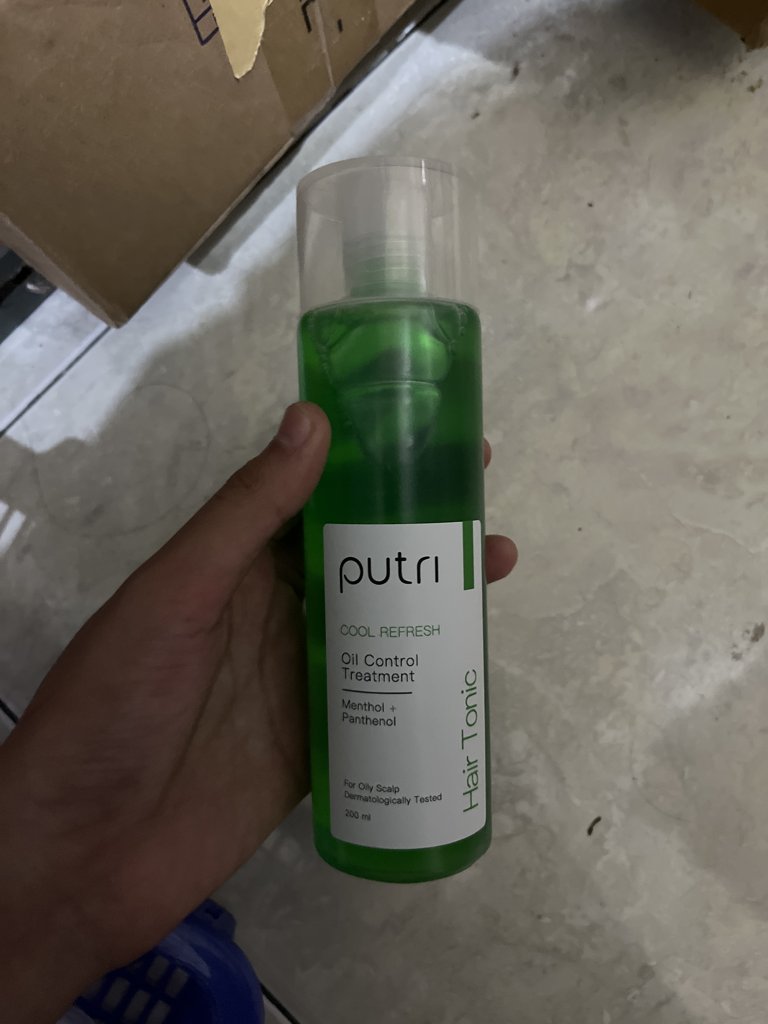 putri
COOL REFRESH
Oil Control
Treatment
Menthol +
Panthenol
For Oily Scalp
Dermatologically Tested
200 ml
Hair Tonic